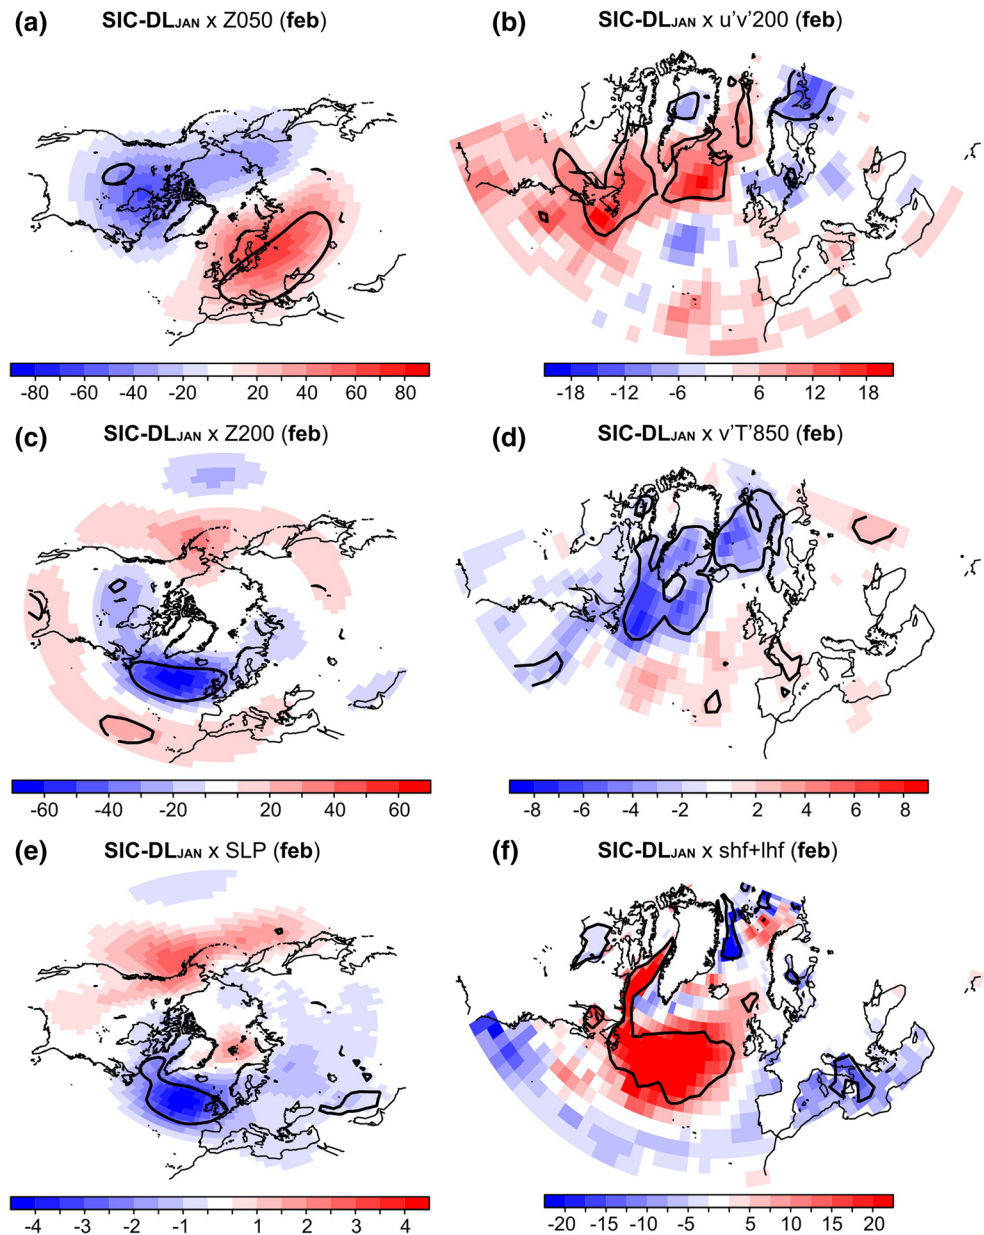 (a) SIC-DLJAN x Z050 (feb)
-80 -60 -40 -20 20 40 60 80
(b) SIC-DLJAN x u'v'200 (feb)
-18 -12 -6 6 12 18
(c) SIC-DLJAN x Z200 (feb)
-60 -40 -20 20 40 60
(d) SIC-DLJAN x v'T'850 (feb)
-8 -6 -4 -2 2 4 6 8
(e) SIC-DLJAN x SLP (feb)
-4 -2 -1 1 2 4
(f) SIC-DLJAN x shf+lhf (feb)
-20 -15 -10 -5 5 10 15 20